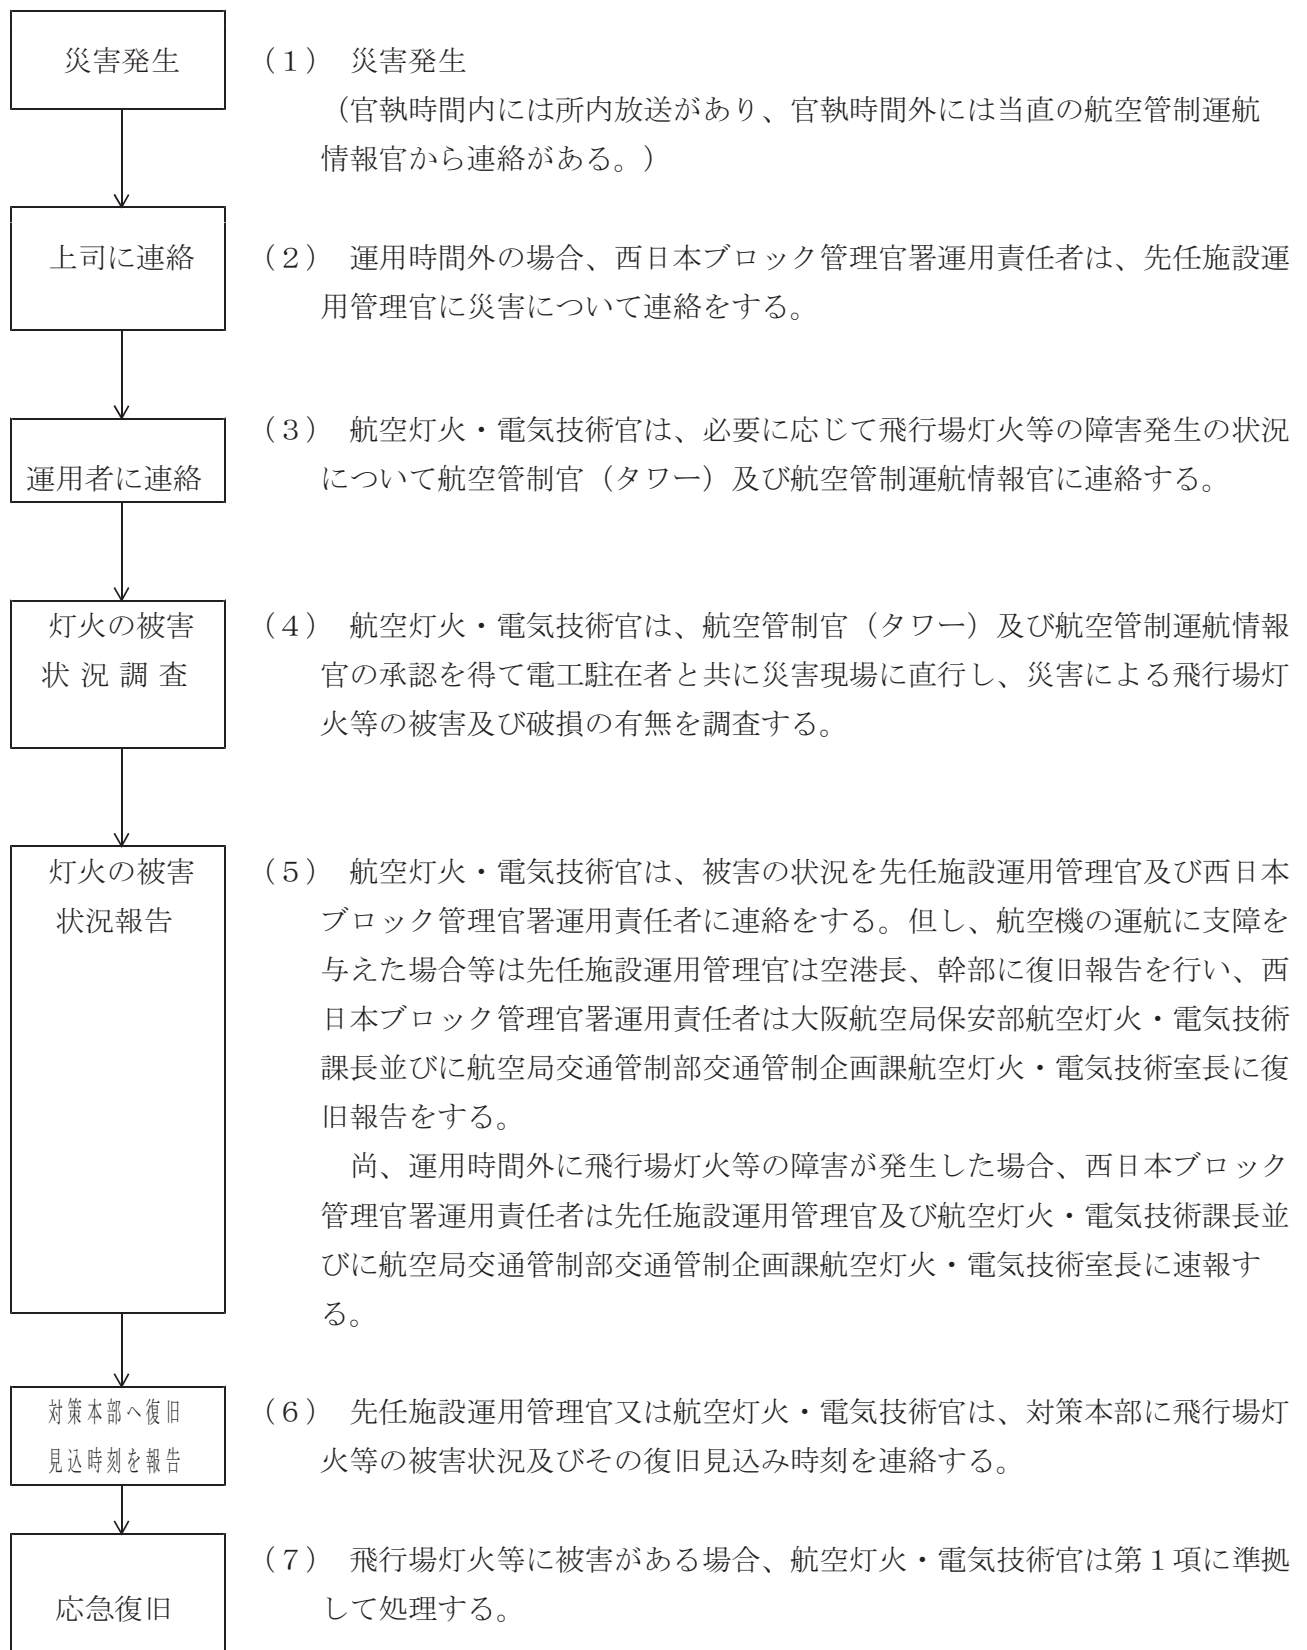 災害発生
（１） 災害発生
（官執時間内には所内放送があり、官執時間外には当直の航空管制運航
情報官から連絡がある。）
上司に連絡
（２） 運用時間外の場合、西日本ブロック管理官署運用責任者は、先任施設運
用管理官に災害について連絡をする。
運用者に連絡
（３） 航空灯火・電気技術官は、必要に応じて飛行場灯火等の障害発生の状況
について航空管制官（タワー）及び航空管制運航情報官に連絡する。
灯火の被害
状 況 調 査
（４） 航空灯火・電気技術官は、航空管制官（タワー）及び航空管制運航情報
官の承認を得て電工駐在者と共に災害現場に直行し、災害による飛行場灯
火等の被害及び破損の有無を調査する。
灯火の被害
状況報告
（５） 航空灯火・電気技術官は、被害の状況を先任施設運用管理官及び西日本
ブロック管理官署運用責任者に連絡をする。但し、航空機の運航に支障を
与えた場合等は先任施設運用管理官は空港長、幹部に復旧報告を行い、西
日本ブロック管理官署運用責任者は大阪航空局保安部航空灯火・電気技術
課長並びに航空局交通管制部交通管制企画課航空灯火・電気技術室長に復
旧報告をする。
尚、運用時間外に飛行場灯火等の障害が発生した場合、西日本ブロック
管理官署運用責任者は先任施設運用管理官及び航空灯火・電気技術課長並
びに航空局交通管制部交通管制企画課航空灯火・電気技術室長に速報す
る。
対策本部へ復旧
見込時刻を報告
（６） 先任施設運用管理官又は航空灯火・電気技術官は、対策本部に飛行場灯
火等の被害状況及びその復旧見込み時刻を連絡する。
応急復旧
（７） 飛行場灯火等に被害がある場合、航空灯火・電気技術官は第１項に準拠
して処理する。